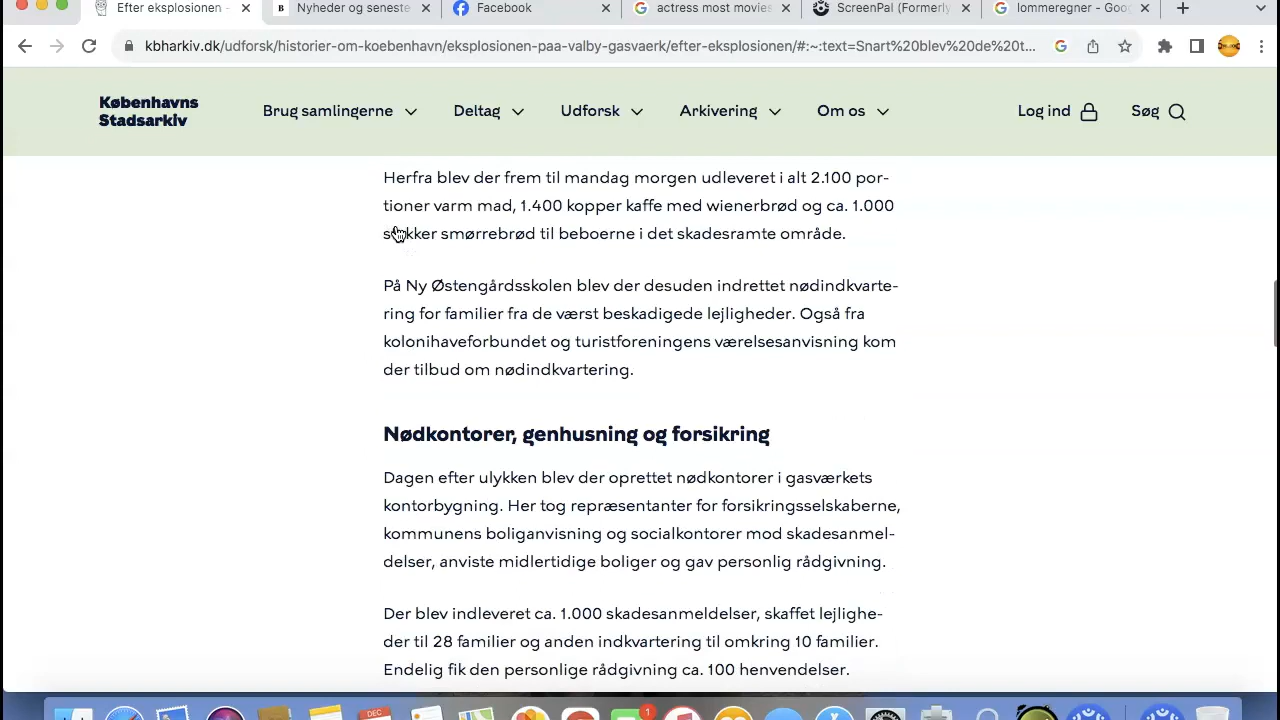 Efter eksplosionen -
Nyheder og seneste
Facebook
actress most movie
ScreenPal (Formerly
lommeregner - Goo
kbharkiv.dk/udforsk/historier-om-koebenhavn/eksplosionen-paa-valby-gasvaerk/efter-eksplosionen/#:~:text=Snart%20blev%20de%20t...
Københavns
Stadsarkiv
Brug samlingerne
Deltag
Udforsk
Arkivering
Om os
Log ind
Søg
Herfra blev der frem til mandag morgen udleveret i alt 2.100 por-
tioner varm mad, 1.400 kopper kaffe med wienerbrød og ca. 1.000
stykker smørrebrød til beboerne i det skadesramte område.
På Ny Østengårdsskolen blev der desuden indrettet nødindkvarte-
ring for familier fra de værst beskadigede lejligheder. Også fra
kolonihaveforbundet og turistforeningens værelsesanvisning kom
der tilbud om nødindkvartering.
Nødkontorer, genhusning og forsikring
Dagen efter ulykken blev der oprettet nødkontorer i gasværkets
kontorbygning. Her tog repræsentanter for forsikringsselskaberne,
kommunens boliganvisning og socialkontorer mod skadesanmel-
delser, anviste midlertidige boliger og gav personlig rådgivning.
Der blev indleveret ca. 1.000 skadesanmeldelser, skaffet lejlighe-
der til 28 familier og anden indkvartering til omkring 10 familier.
Endelig fik den personlige rådgivning ca. 100 henvendelser.
DEC
1